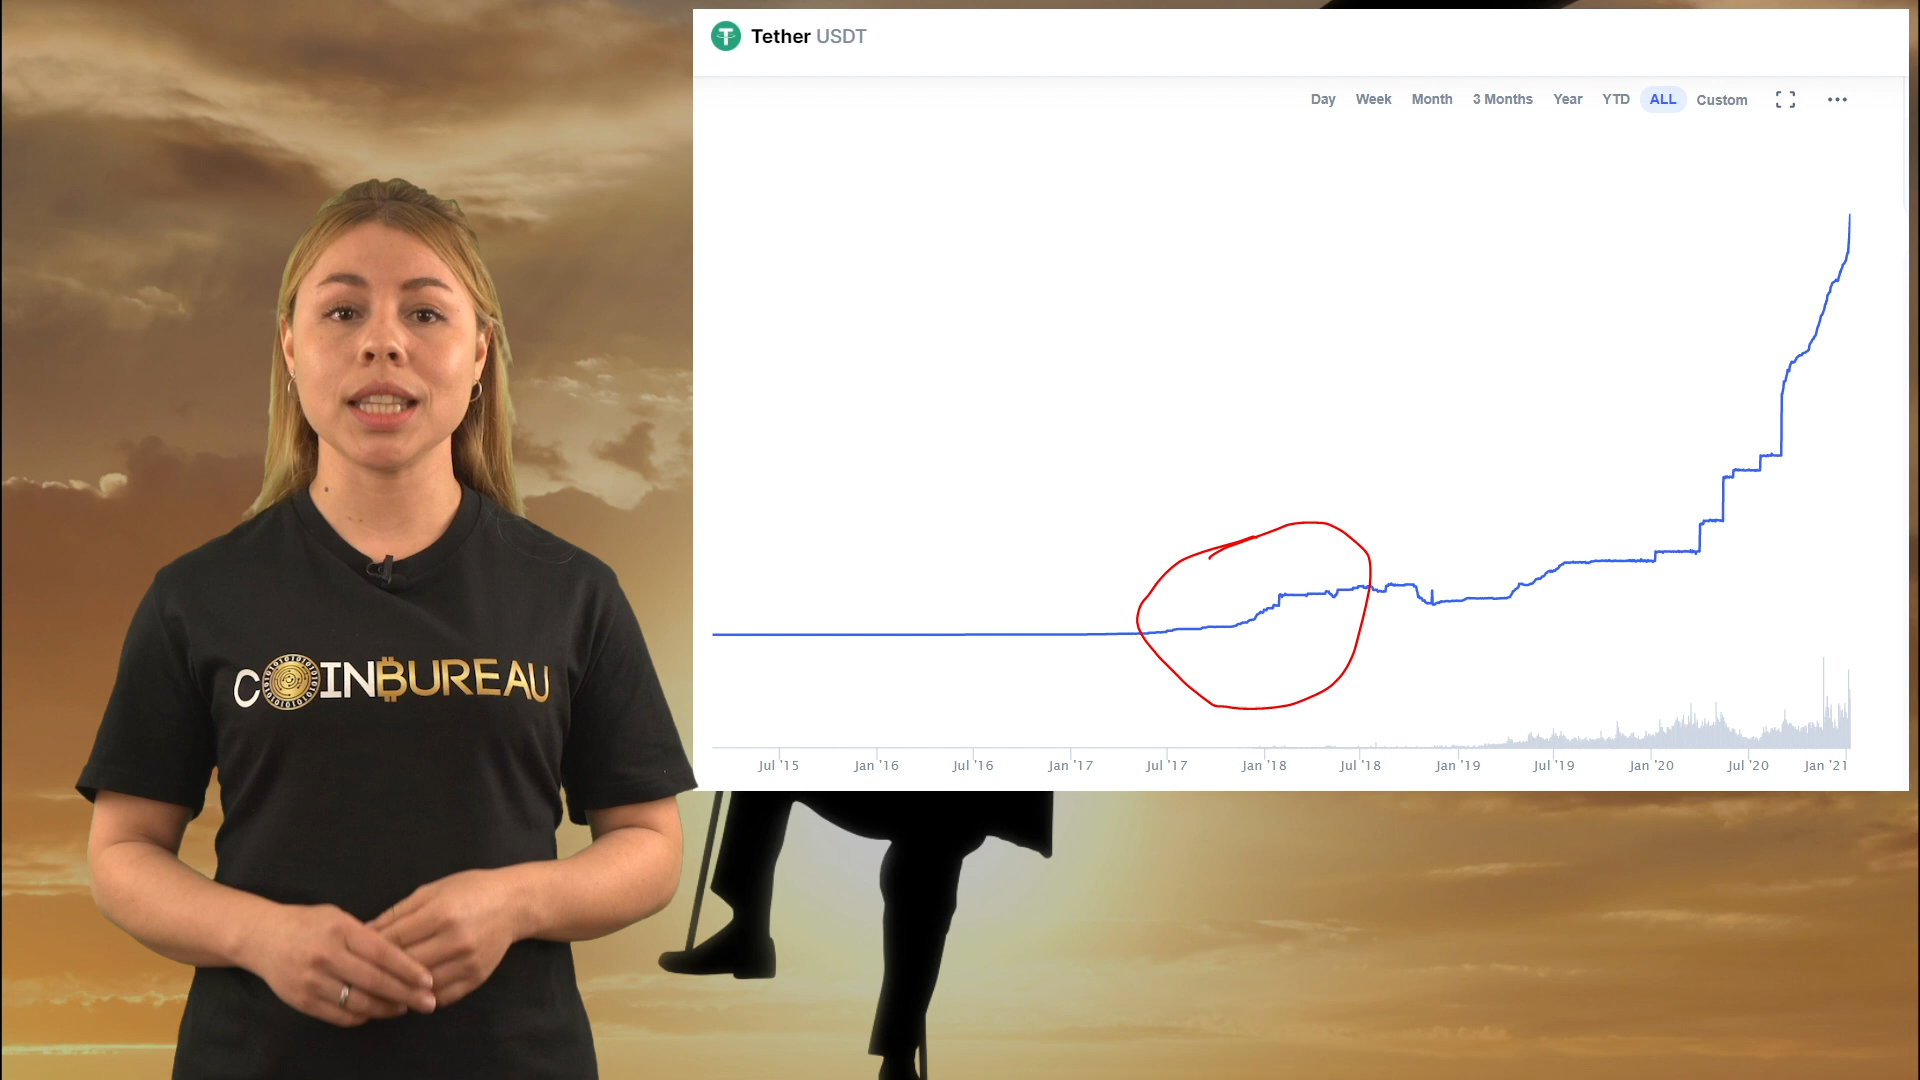 Tether USDT
Day Week Month 3 Months Year YTD ALL Custom
COINBUREAU
Jul '15 Jan '16 Jul '16 Jan '17 Jul '17 Jan '18 Jul '18 Jan '19 Jul '19 Jan '20 Jul '20 Jan '21